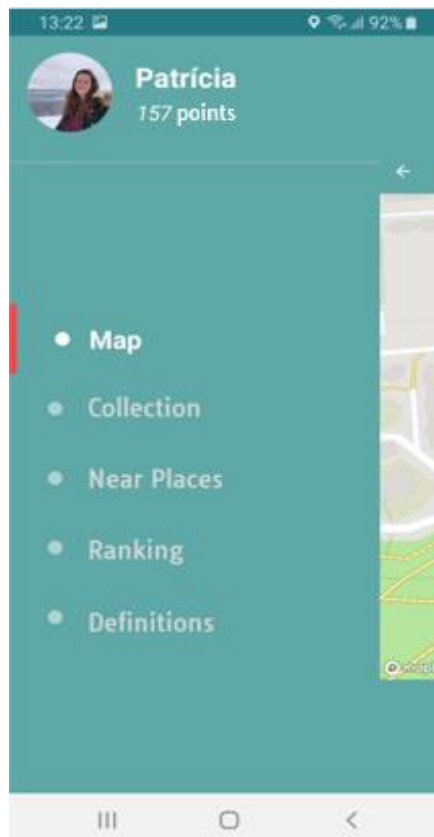 13:22 92%
Patrícia
157 points
Map
Collection
Near Places
Ranking
Definitions